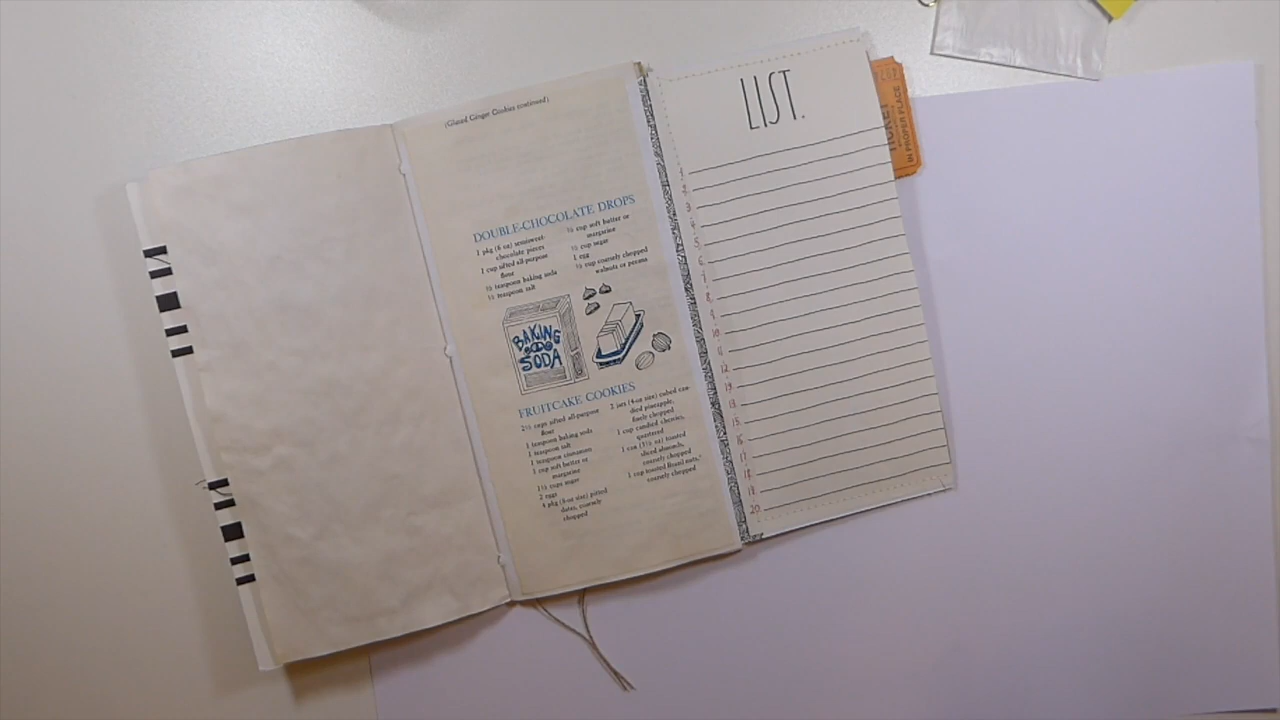 (Glazed Ginger Cookies continued)
DOUBLE-CHOCOLATE DROPS
1 pkg (6 oz) semisweet-
chocolate pieces
1 cup sifted all-purpose
flour
½ teaspoon baking soda
½ teaspoon salt
½ cup soft butter or
margarine
½ cup sugar
1 egg
½ cup coarsely chopped
walnuts or pecans
BAKING
SODA
FRUITCAKE COOKIES
2½ cups sifted all-purpose
flour
1 teaspoon baking soda
1 teaspoon salt
1 teaspoon cinnamon
1 cup soft butter or
margarine
1½ cups sugar
2 eggs
4 pkg (8-oz size) pitted
dates, coarsely
chopped
2 jars (4-oz size) cubed can-
died pineapple,
finely chopped
1 cup candied cherries,
quartered
1 can (3½ oz) toasted
sliced almonds,
coarsely chopped
1 cup toasted Brazil nuts,
coarsely chopped
LIST.
1
2
3
4
5
6
7
8
9
10
11
12
13
15
16
17
19
20
TICKET
IN PROPER PLACE